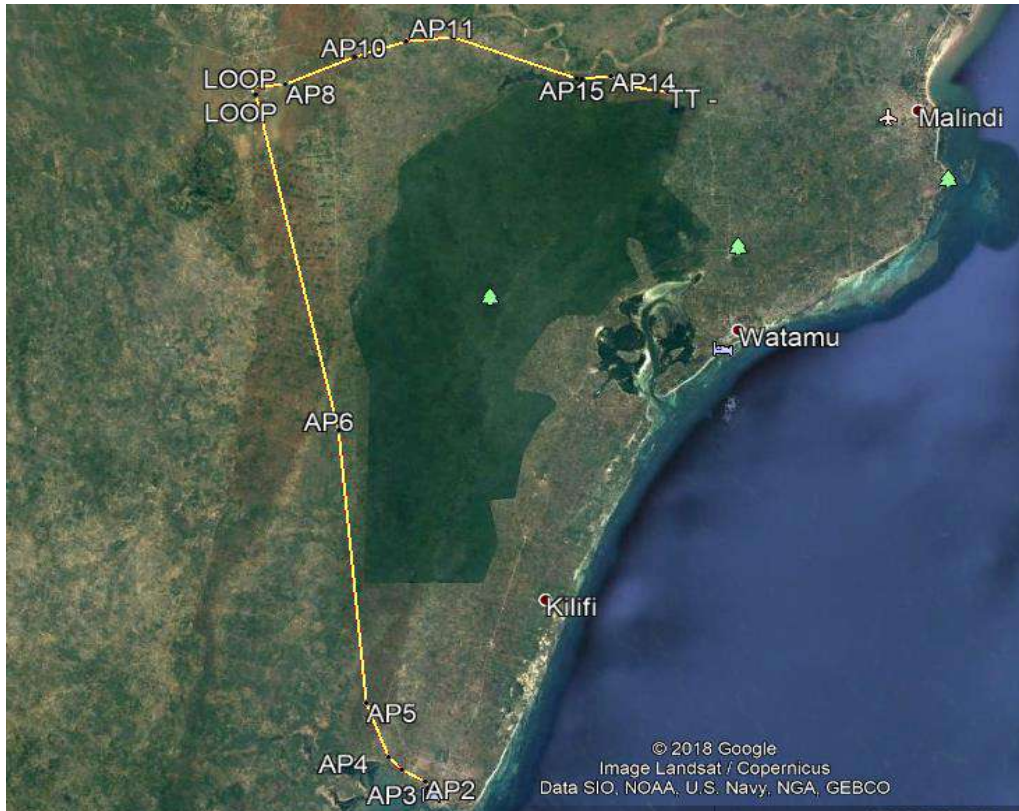 AP10
AP11
LOOP
AP8
LOOP
AP15
AP14
TT -
Malindi
AP6
Watamu
Kilifi
AP5
AP4
AP3
AP2
© 2018 Google
Image Landsat / Copernicus
Data SIO, NOAA, U.S. Navy, NGA, GEBCO